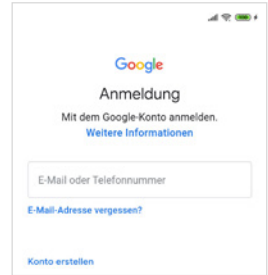 Google
Anmeldung
Mit dem Google-Konto anmelden.
Weitere Informationen
E-Mail oder Telefonnummer
E-Mail-Adresse vergessen?
Konto erstellen